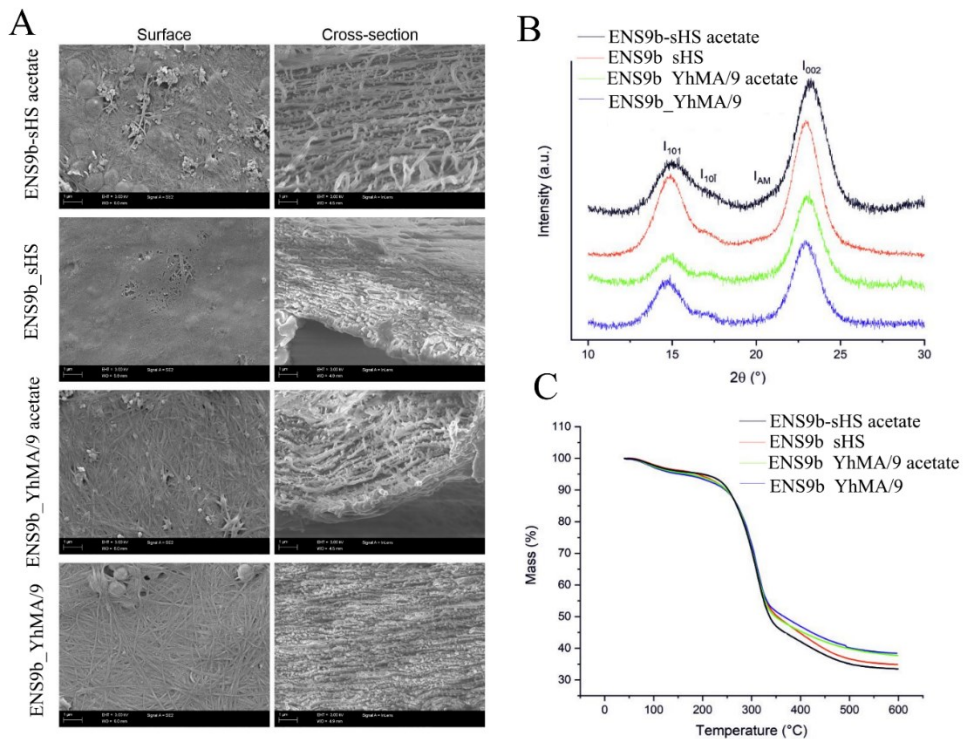 A
Surface
Cross-section
ENS9b-sHS acetate
ENS9b_sHS
ENS9b_YhMA/9 acetate
ENS9b_YhMA/9
B
ENS9b-sHS acetate
ENS9b sHS
ENS9b YhMA/9 acetate
ENS9b_YhMA/9
I002
I101
I10ī
IAM
Intensity (a.u.)
10
15
20
25
30
2θ (°)
C
ENS9b-sHS acetate
ENS9b sHS
ENS9b YhMA/9 acetate
ENS9b YhMA/9
110
100
90
80
70
60
50
40
30
Mass (%)
0
100
200
300
400
500
600
Temperature (°C)